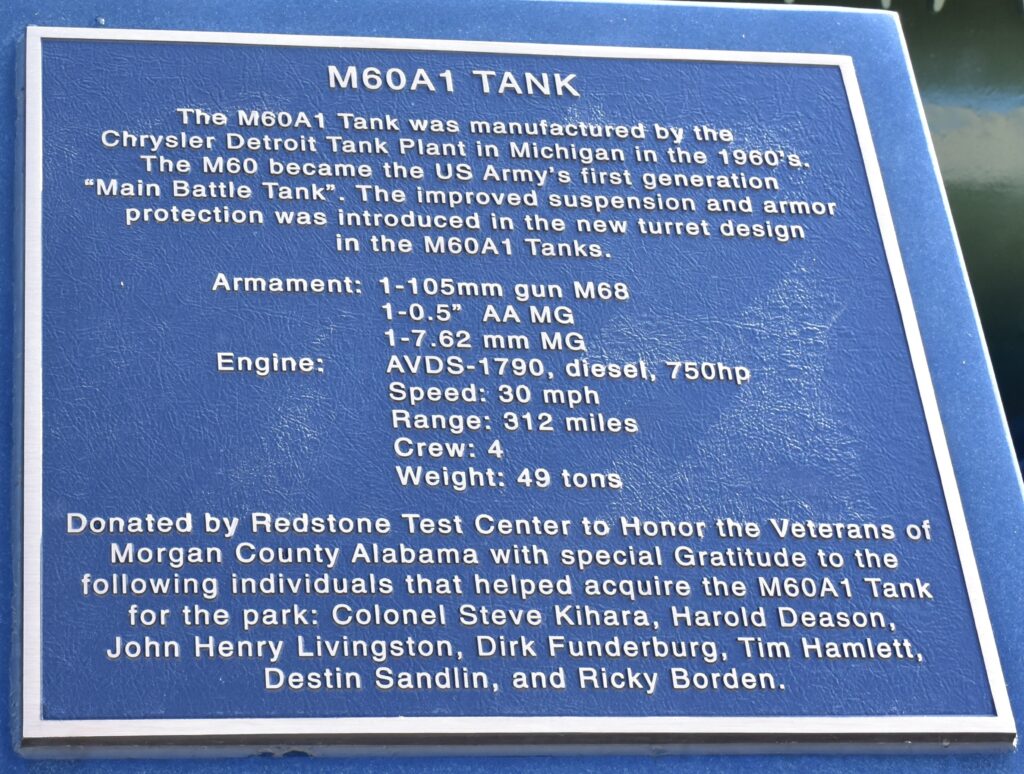 M60A1 TANK
The M60A1 Tank was manufactured by the
Chrysler Detroit Tank Plant in Michigan in the 1960's.
The M60 became the US Army's first generation
"Main Battle Tank". The improved suspension and armor
protection was introduced in the new turret design
in the M60A1 Tanks.
Armament: 1-105mm gun M68
1-0.5" AA MG
1-7.62 mm MG
Engine: AVDS-1790, diesel, 750hp
Speed: 30 mph
Range: 312 miles
Crew: 4
Weight: 49 tons
Donated by Redstone Test Center to Honor the Veterans of
Morgan County Alabama with special Gratitude to the
following individuals that helped acquire the M60A1 Tank
for the park: Colonel Steve Kihara, Harold Deason,
John Henry Livingston, Dirk Funderburg, Tim Hamlett,
Destin Sandlin, and Ricky Borden.